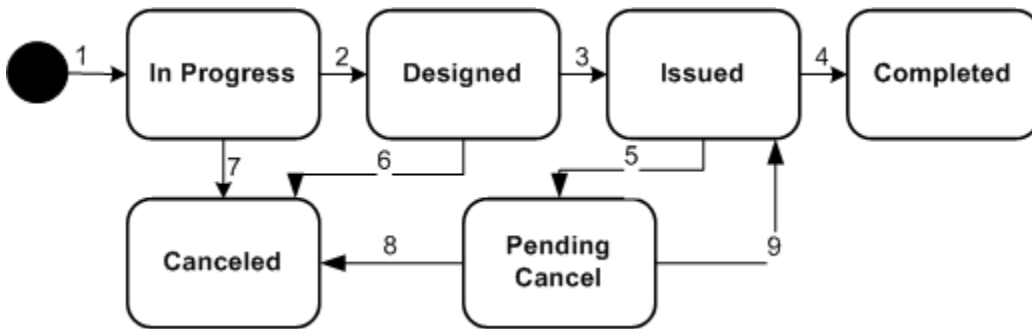 1
In Progress
2
Designed
3
Issued
4
Completed
7
6
5
Canceled
8
Pending
Cancel
9